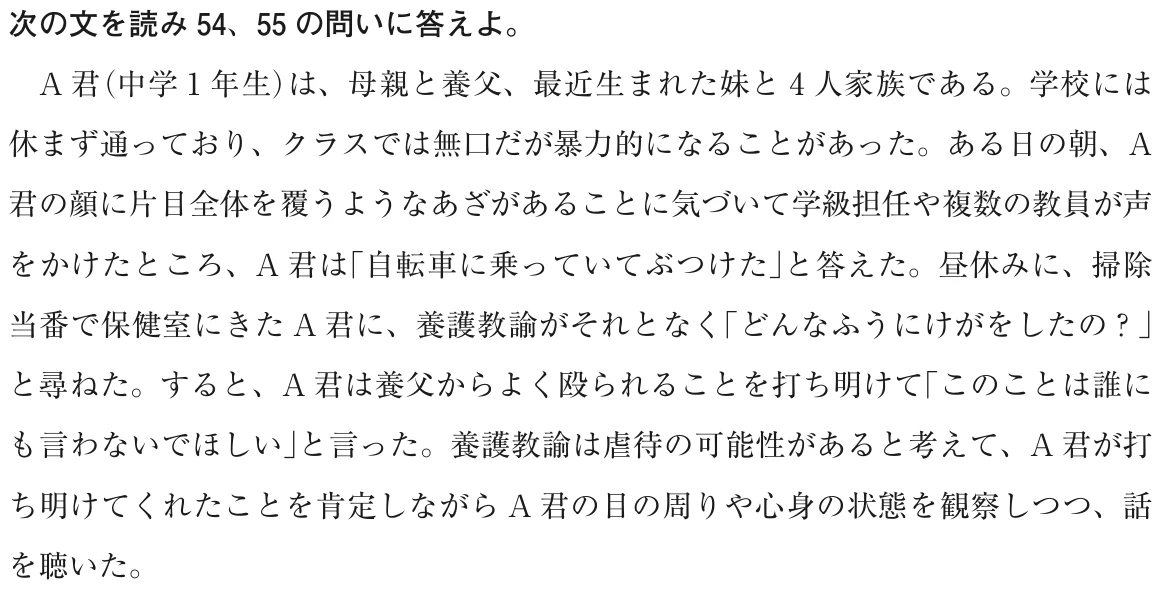 次の文を読み 54、55 の問いに答えよ。
A 君(中学 1 年生)は、母親と養父、最近生まれた妹と 4 人家族である。学校には
休まず通っており、クラスでは無口だが暴力的になることがあった。ある日の朝、A
君の顔に片目全体を覆うようなあざがあることに気づいて学級担任や複数の教員が声
をかけたところ、A 君は「自転車に乗っていてぶつけた」と答えた。昼休みに、掃除
当番で保健室にきた A 君に、養護教諭がそれとなく「どんなふうにけがをしたの？」
と尋ねた。すると、A 君は養父からよく殴られることを打ち明けて「このことは誰に
も言わないでほしい」と言った。養護教諭は虐待の可能性があると考えて、A 君が打
ち明けてくれたことを肯定しながら A 君の目の周りや心身の状態を観察しつつ、話
を聴いた。